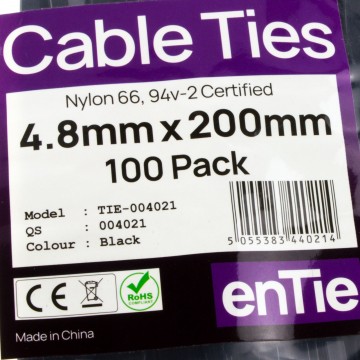 Cable Ties
Nylon 66, 94v-2 Certified
4.8mm x 200mm
100 Pack
Model : TIE-004021
QS : 004021
Colour : Black
5 055383 440214
CE
RoHS
COMPLIANT
enTie
Made in China